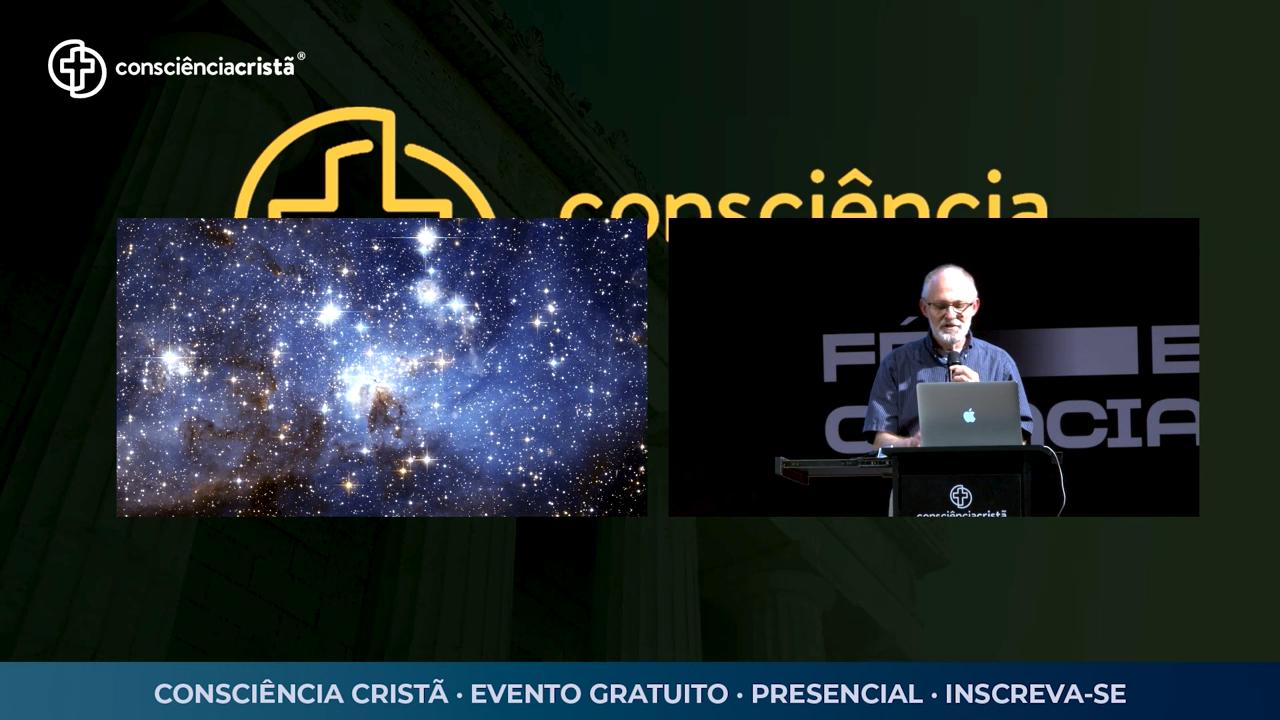 consciênciacristã®
consciência
FÉ E
CIÊNCIA
consciênciacristã
CONSCIÊNCIA CRISTÃ • EVENTO GRATUITO • PRESENCIAL • INSCREVA-SE